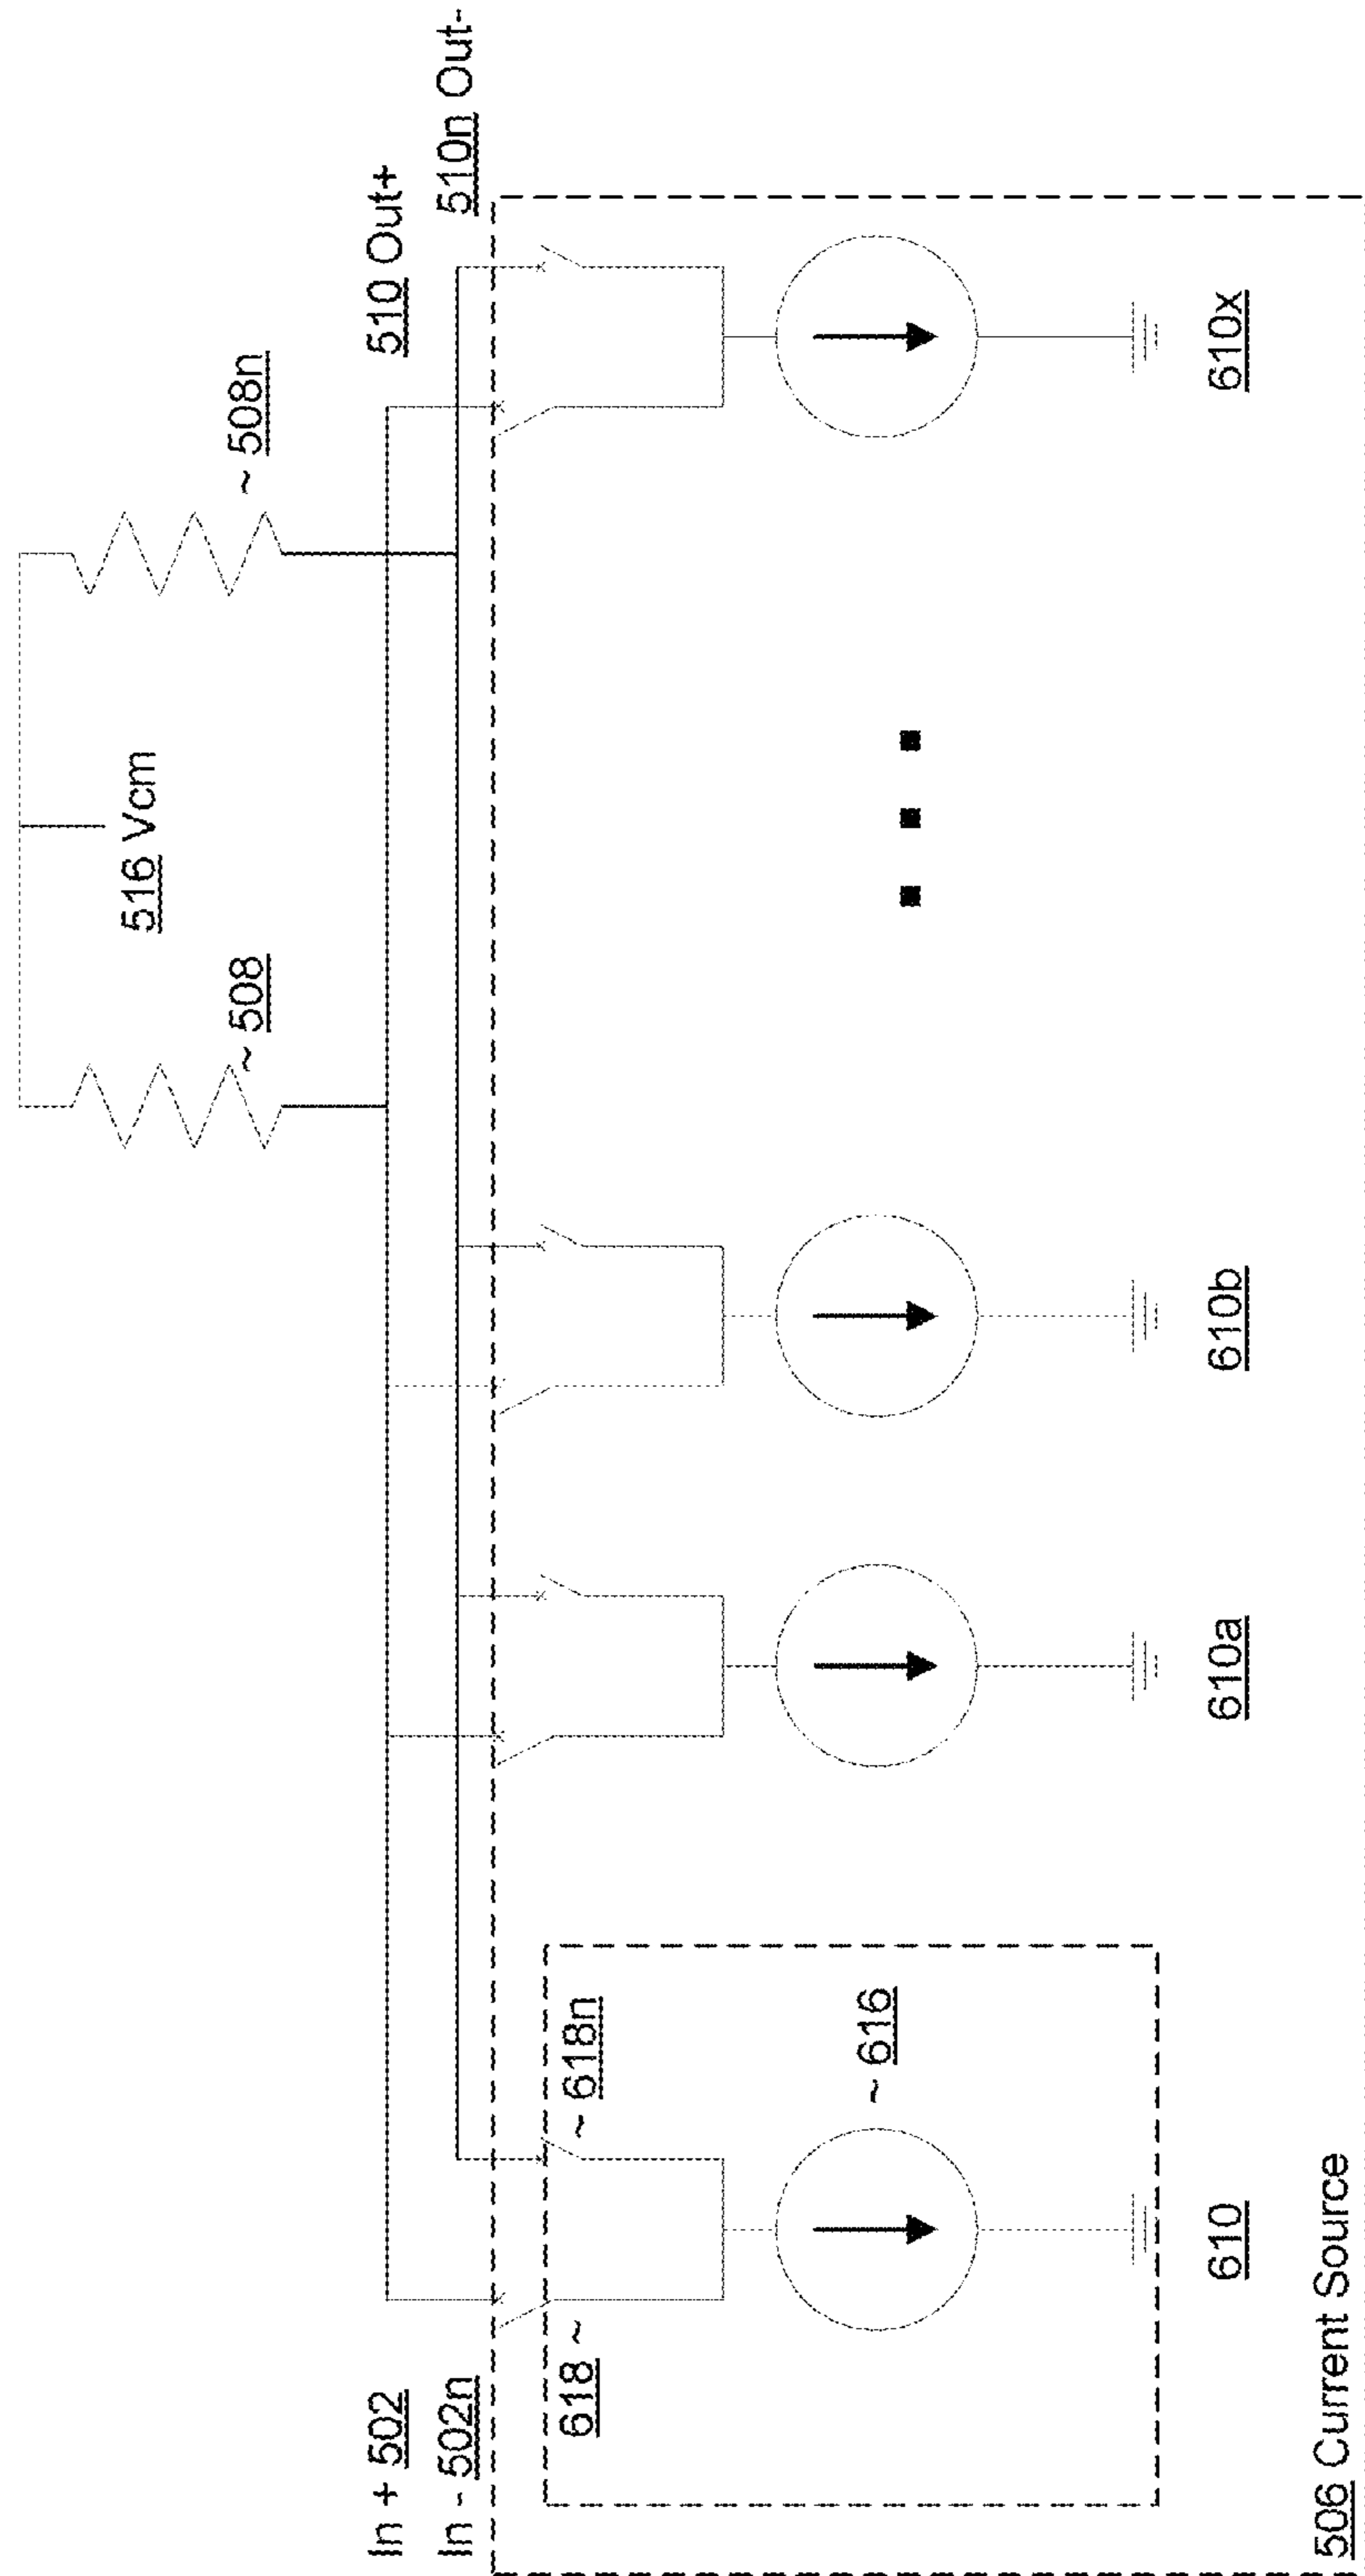 516 Vcm
~ 508
~ 508n
510 Out+
510n Out-
In + 502
In - 502n
618 ~
~ 618n
~ 616
610
610a
610b
610x
506 Current Source